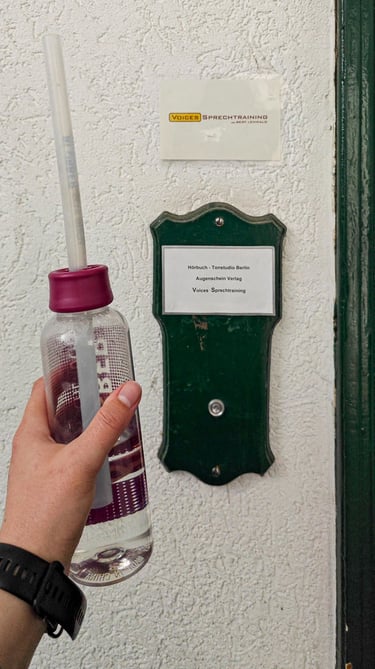 VOICES SPRECHTRAINING
Hörbuch - Tonstudio Berlin
Augenschein Verlag
Voices Sprechtraining